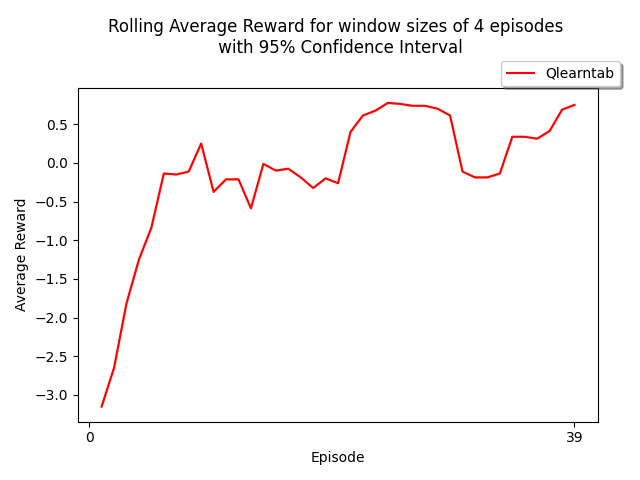 Rolling Average Reward for window sizes of 4 episodes
with 95% Confidence Interval
Qlearntab
0.5
0.0
−0.5
−1.0
−1.5
−2.0
−2.5
−3.0
Average Reward
0
39
Episode